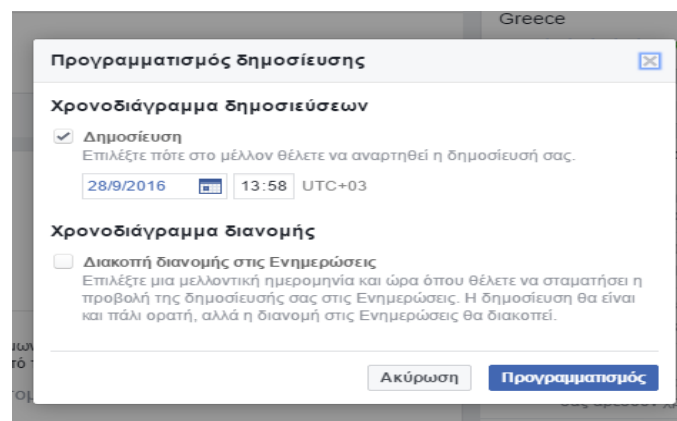 Greece
Προγραμματισμός δημοσίευσης
Χρονοδιάγραμμα δημοσιεύσεων
Δημοσίευση
Επιλέξτε πότε στο μέλλον θέλετε να αναρτηθεί η δημοσίευσή σας.
28/9/2016 13:58 UTC+03
Χρονοδιάγραμμα διανομής
Διακοπή διανομής στις Ενημερώσεις
Επιλέξτε μια μελλοντική ημερομηνία και ώρα όπου θέλετε να σταματήσει η
προβολή της δημοσίευσής σας στις Ενημερώσεις. Η δημοσίευση θα είναι
και πάλι ορατή, αλλά η διανομή στις Ενημερώσεις θα διακοπεί.
Ακύρωση Προγραμματισμός